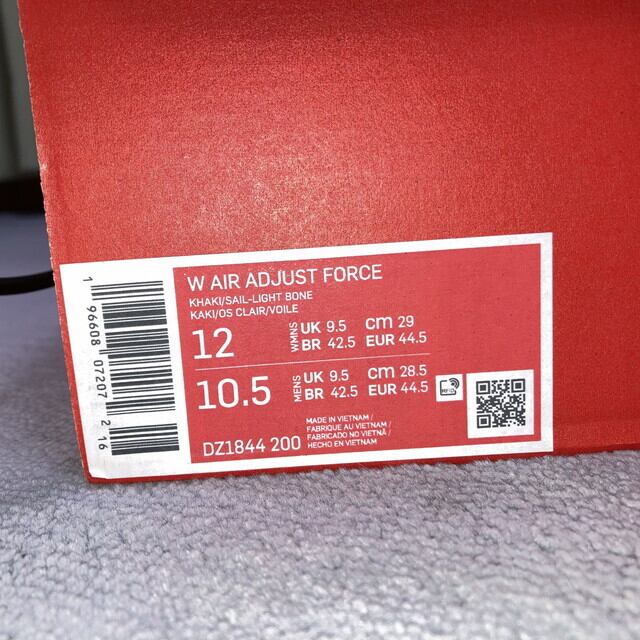 W AIR ADJUST FORCE
KHAKI/SAIL-LIGHT BONE
KAKI/OS CLAIR/VOILE
12 WMNS UK 9.5 cm 29
BR 42.5 EUR 44.5
10.5 MENS UK 9.5 cm 28.5
BR 42.5 EUR 44.5
RFID
DZ1844 200
MADE IN VIETNAM /
FABRIQUE AU VIETNAM /
FABRICADO NO VIETNÃ /
HECHO EN VIETNAM
1 96608 07207 2 16